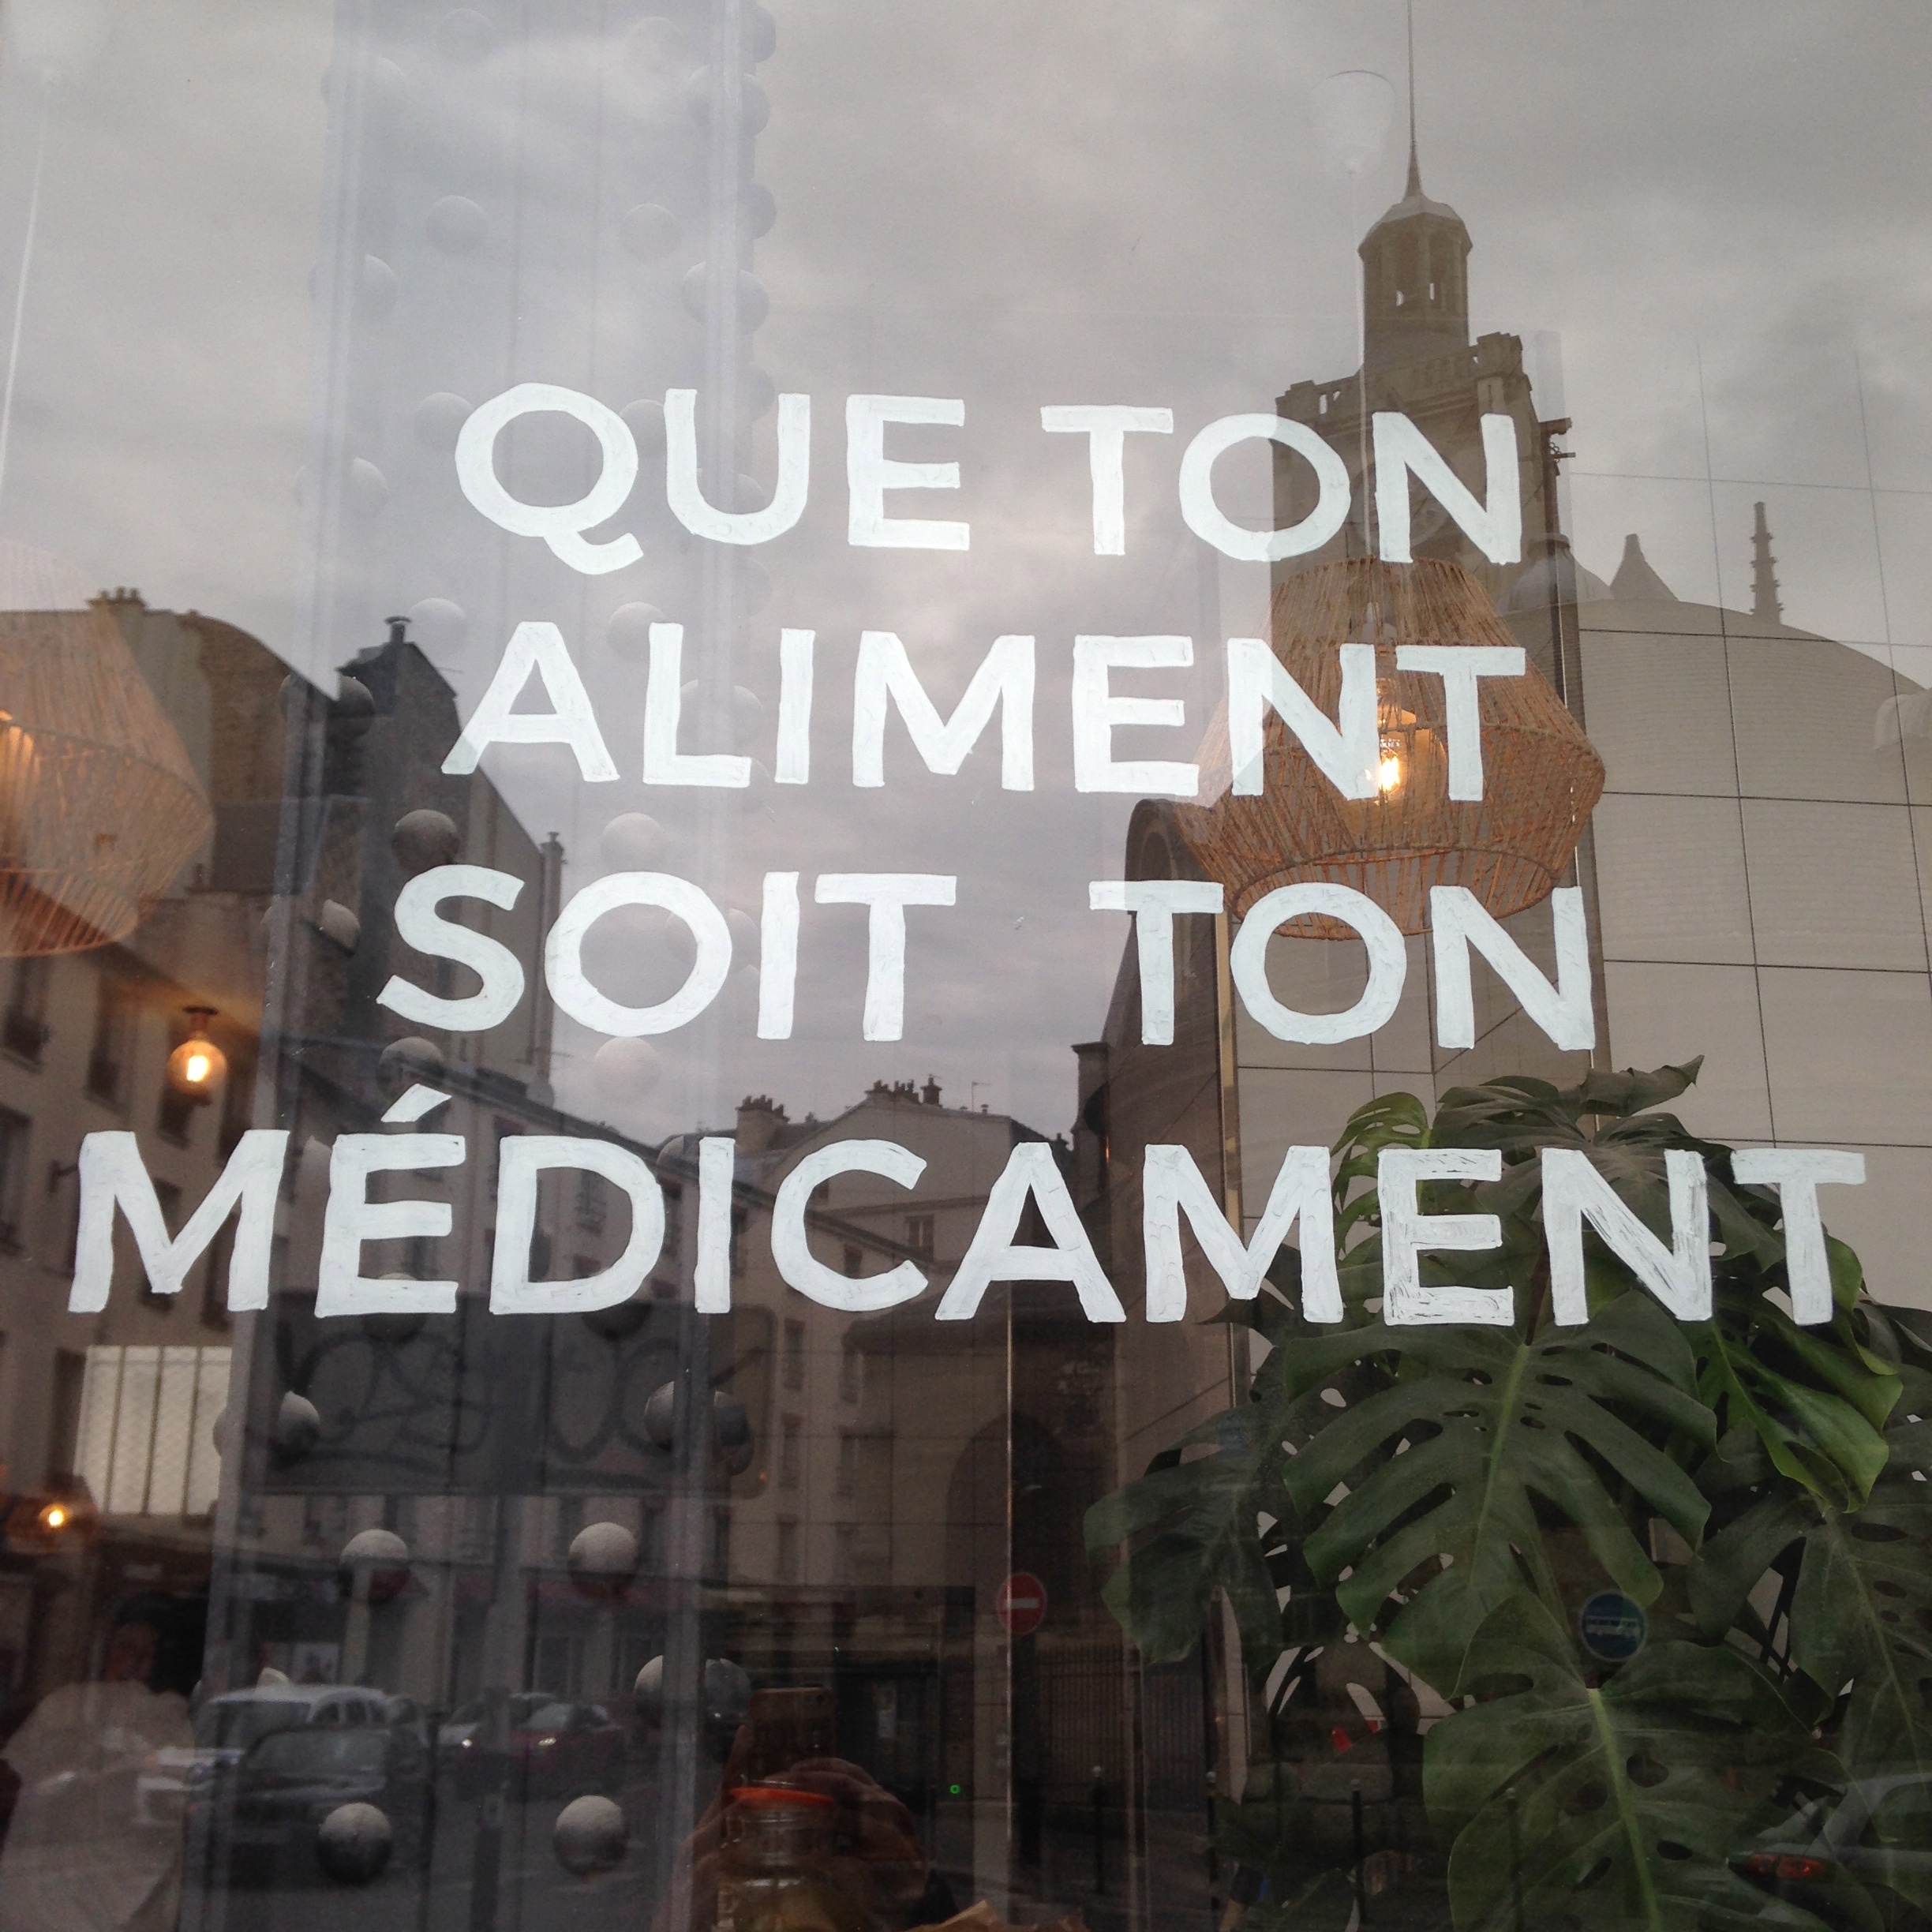 QUE TON
ALIMENT
SOIT TON
MÉDICAMENT